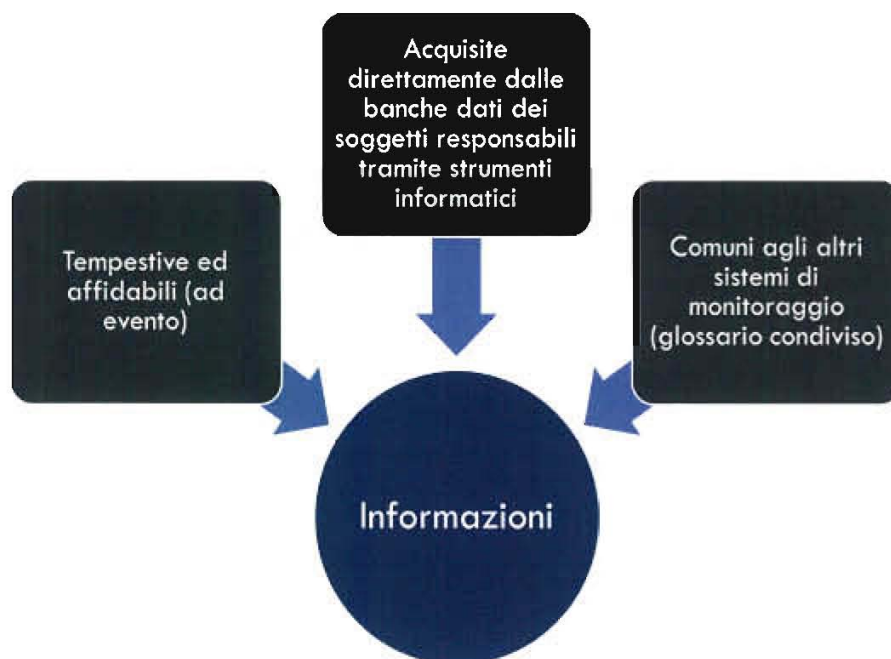 Acquisite
direttamente dalle
banche dati dei
soggetti responsabili
tramite strumenti
informatici
Tempestive ed
affidabili (ad
evento)
Comuni agli altri
sistemi di
monitoraggio
(glossario condiviso)
Informazioni